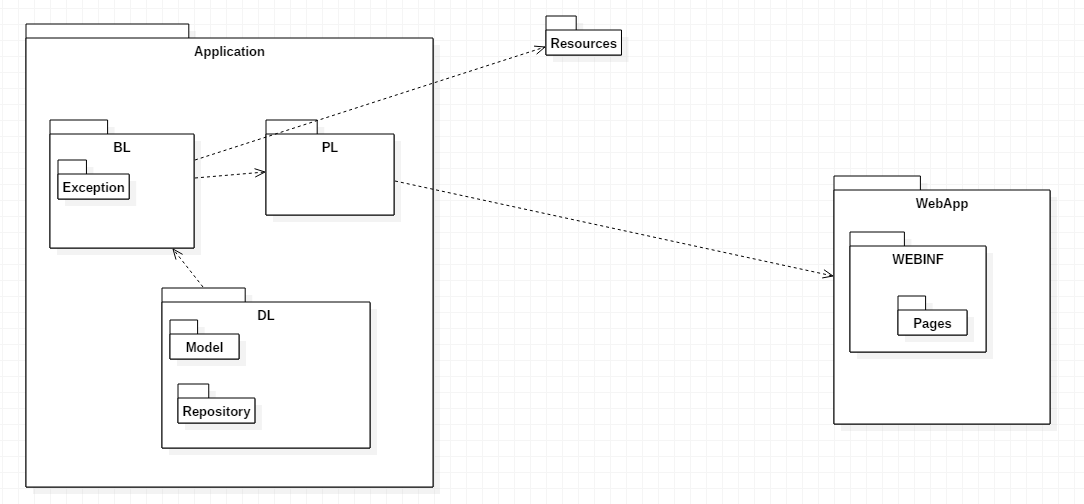 Application
Resources
BL
PL
Exception
WebApp
WEBINF
DL
Pages
Model
Repository